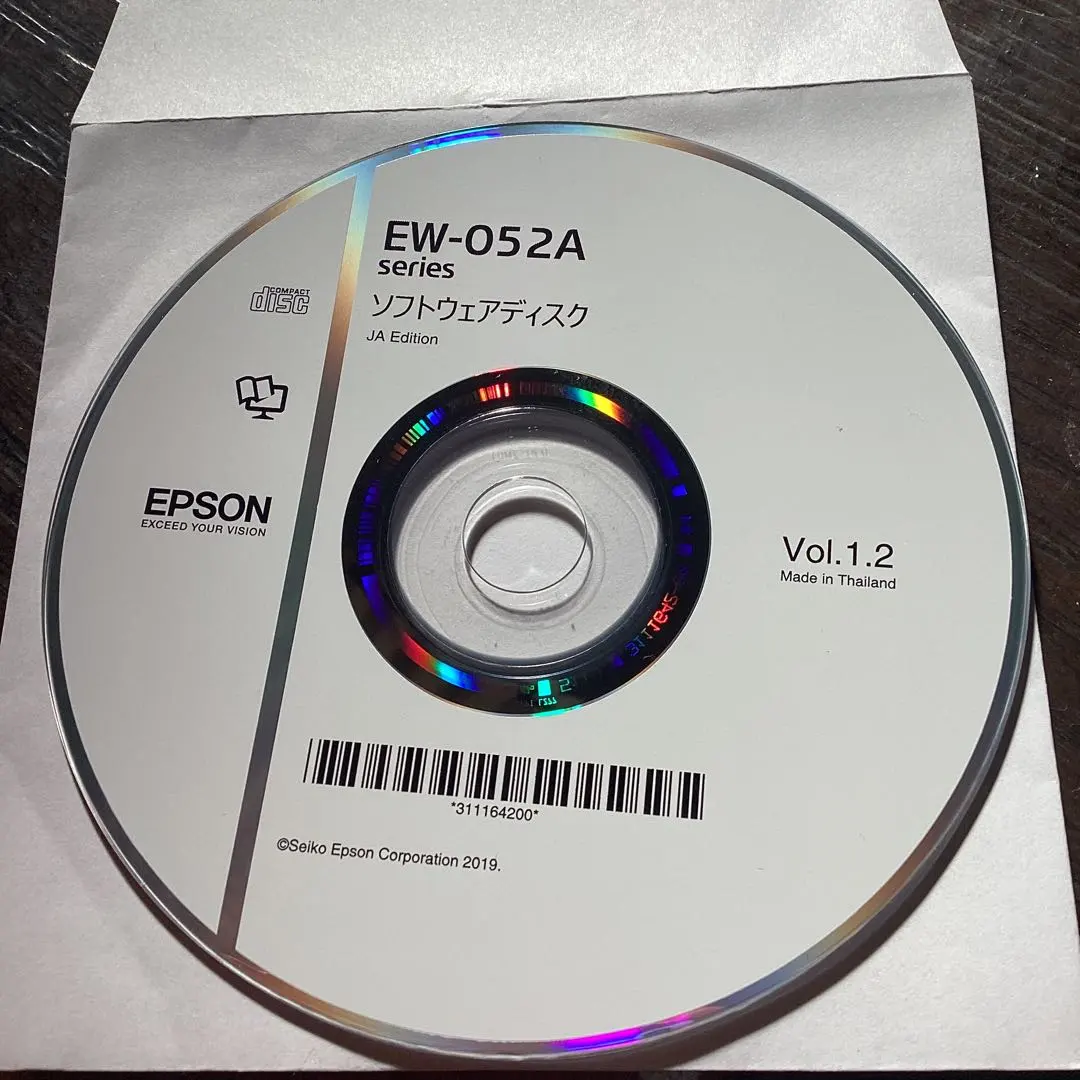 EW-052A
series
ソフトウェアディスク
JA Edition
COMPACT
disc
EPSON
EXCEED YOUR VISION
Vol.1.2
Made in Thailand
*311164200*
©Seiko Epson Corporation 2019.